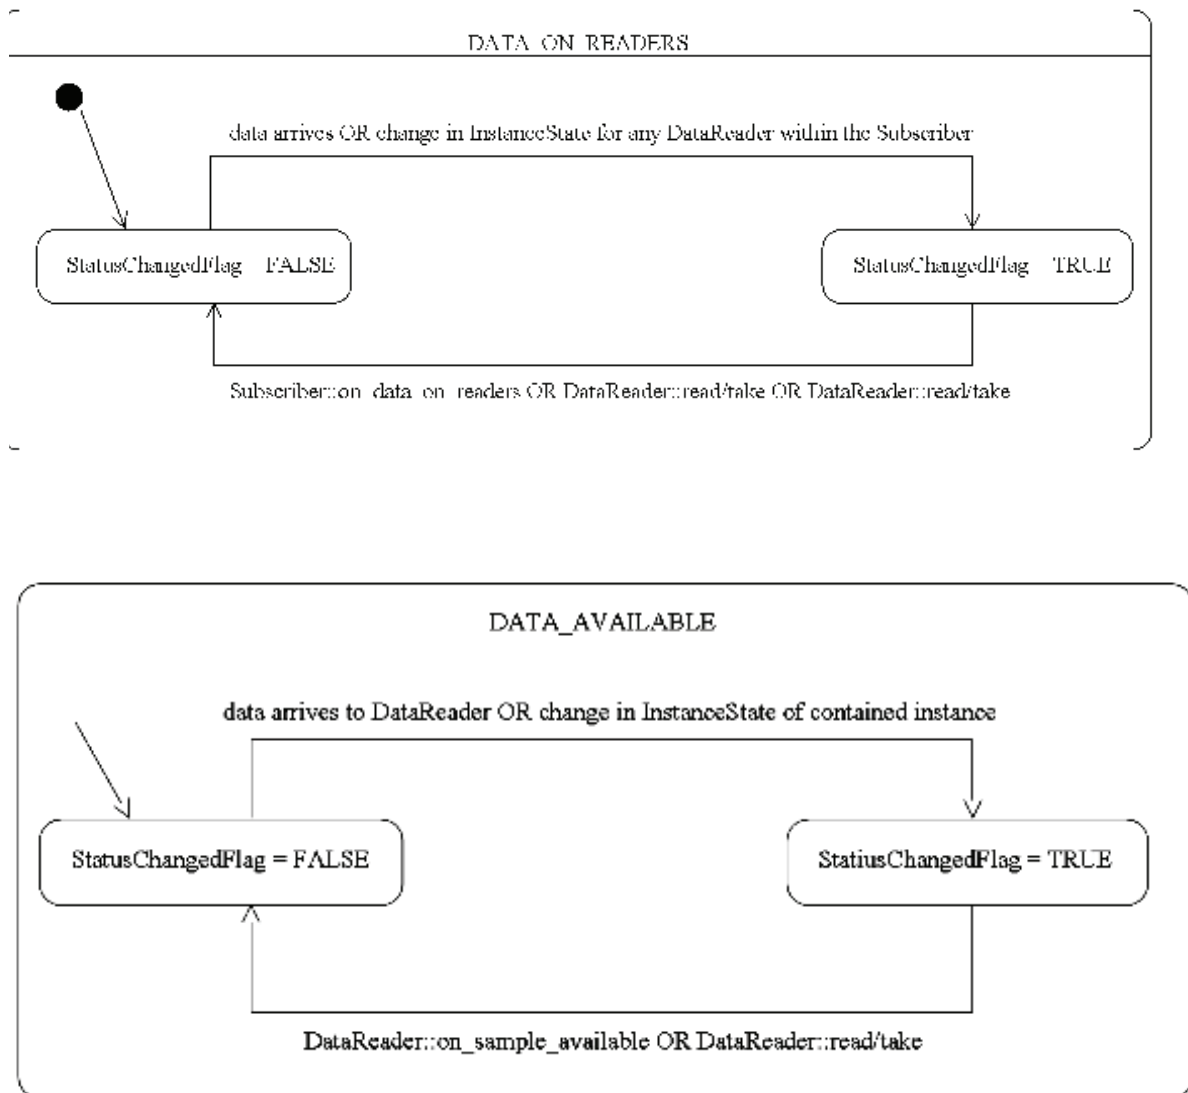 DATA_ON_READERS
data arrives OR change in InstanceState for any DataReader within the Subscriber
StatusChangedFlag FALSE
StatusChangedFlag TRUE
Subscriber::on_data_on_readers OR DataReader::read/take OR DataReader::read/take
DATA_AVAILABLE
data arrives to DataReader OR change in InstanceState of contained instance
StatusChangedFlag = FALSE
StatiusChangedFlag = TRUE
DataReader::on_sample_available OR DataReader::read/take